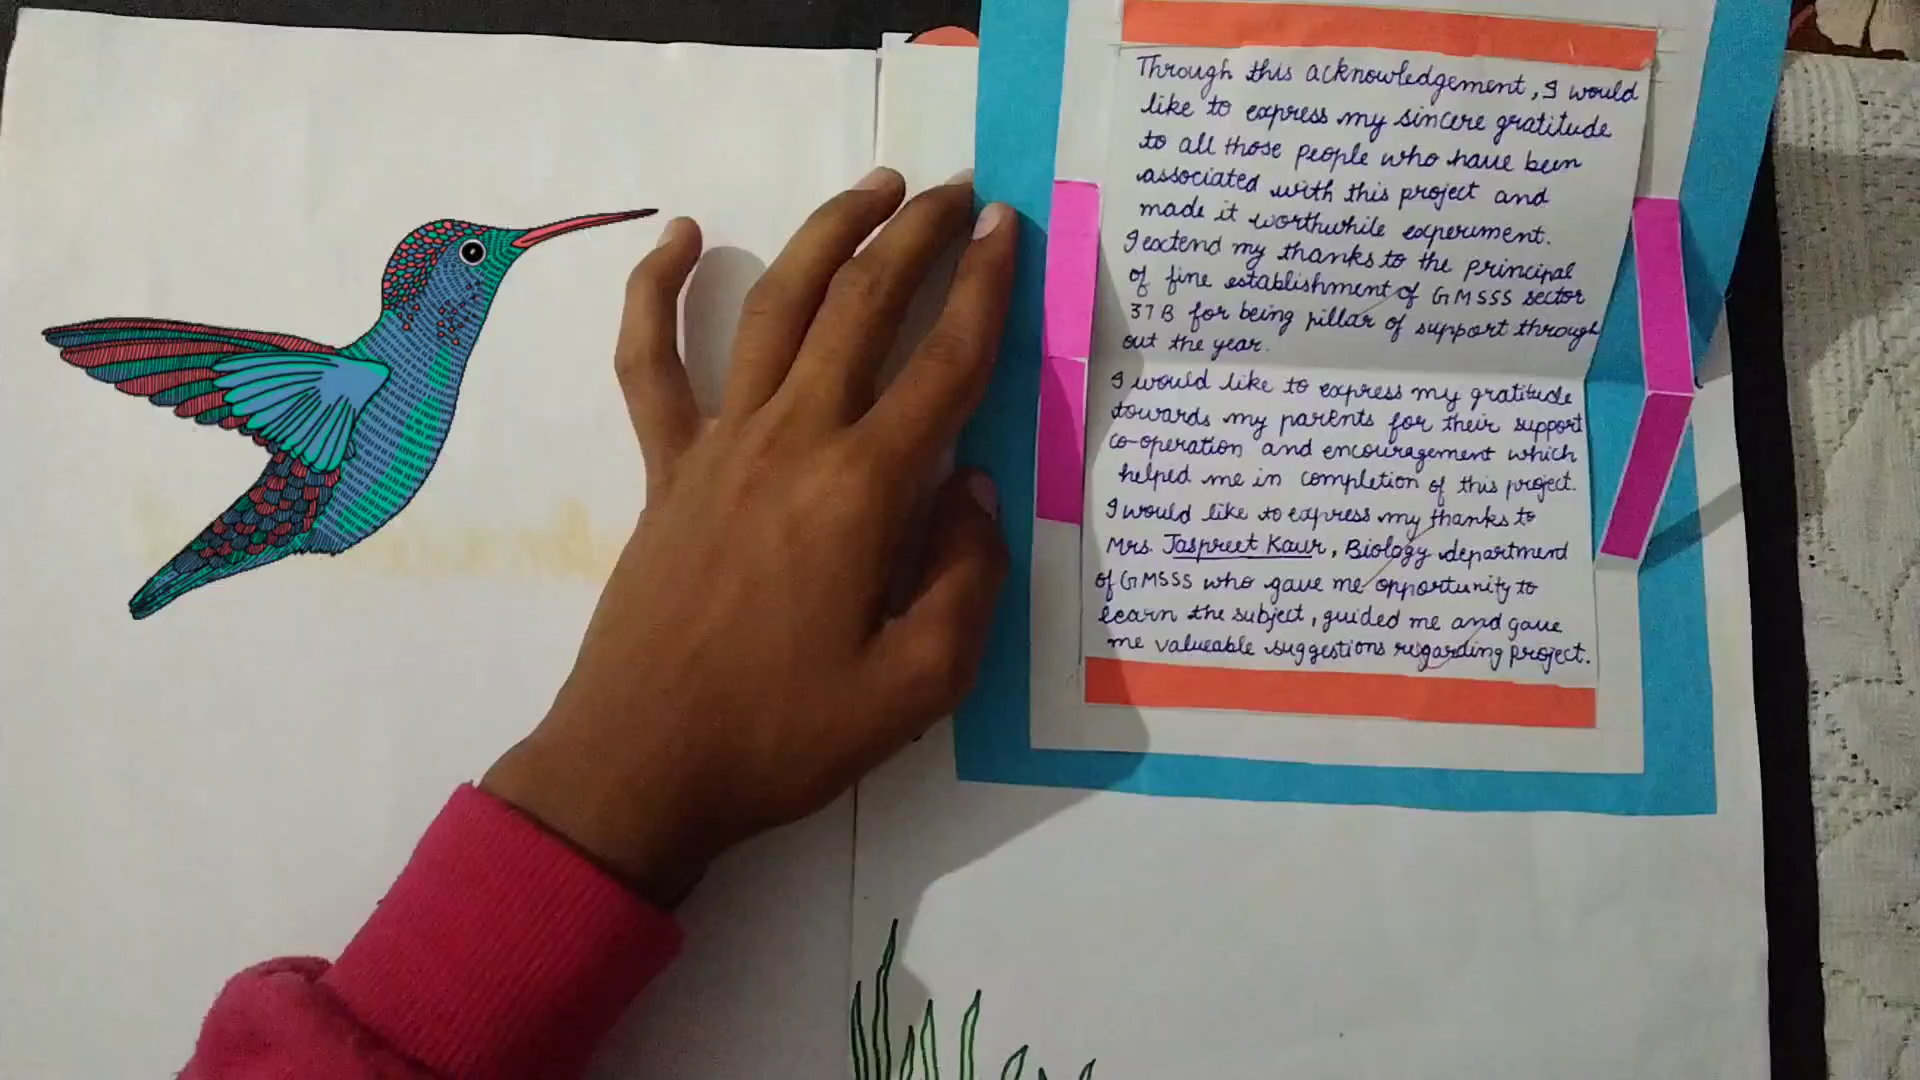 Through this acknowledgement, I would
like to express my sincere gratitude
to all those people who have been
associated with this project and
made it worthwhile experiment.
I extend my thanks to the principal
of fine establishment of GMSSS sector
37B for being pillar of support through
out the year.
I would like to express my gratitude
towards my parents for their support
co-operation and encouragement which
helped me in completion of this project.
I would like to express my thanks to
Mrs. Jaspreet Kaur, Biology department
of GMSSS who gave me opportunity to
learn the subject, guided me and gave
me valueable suggestions regarding project.